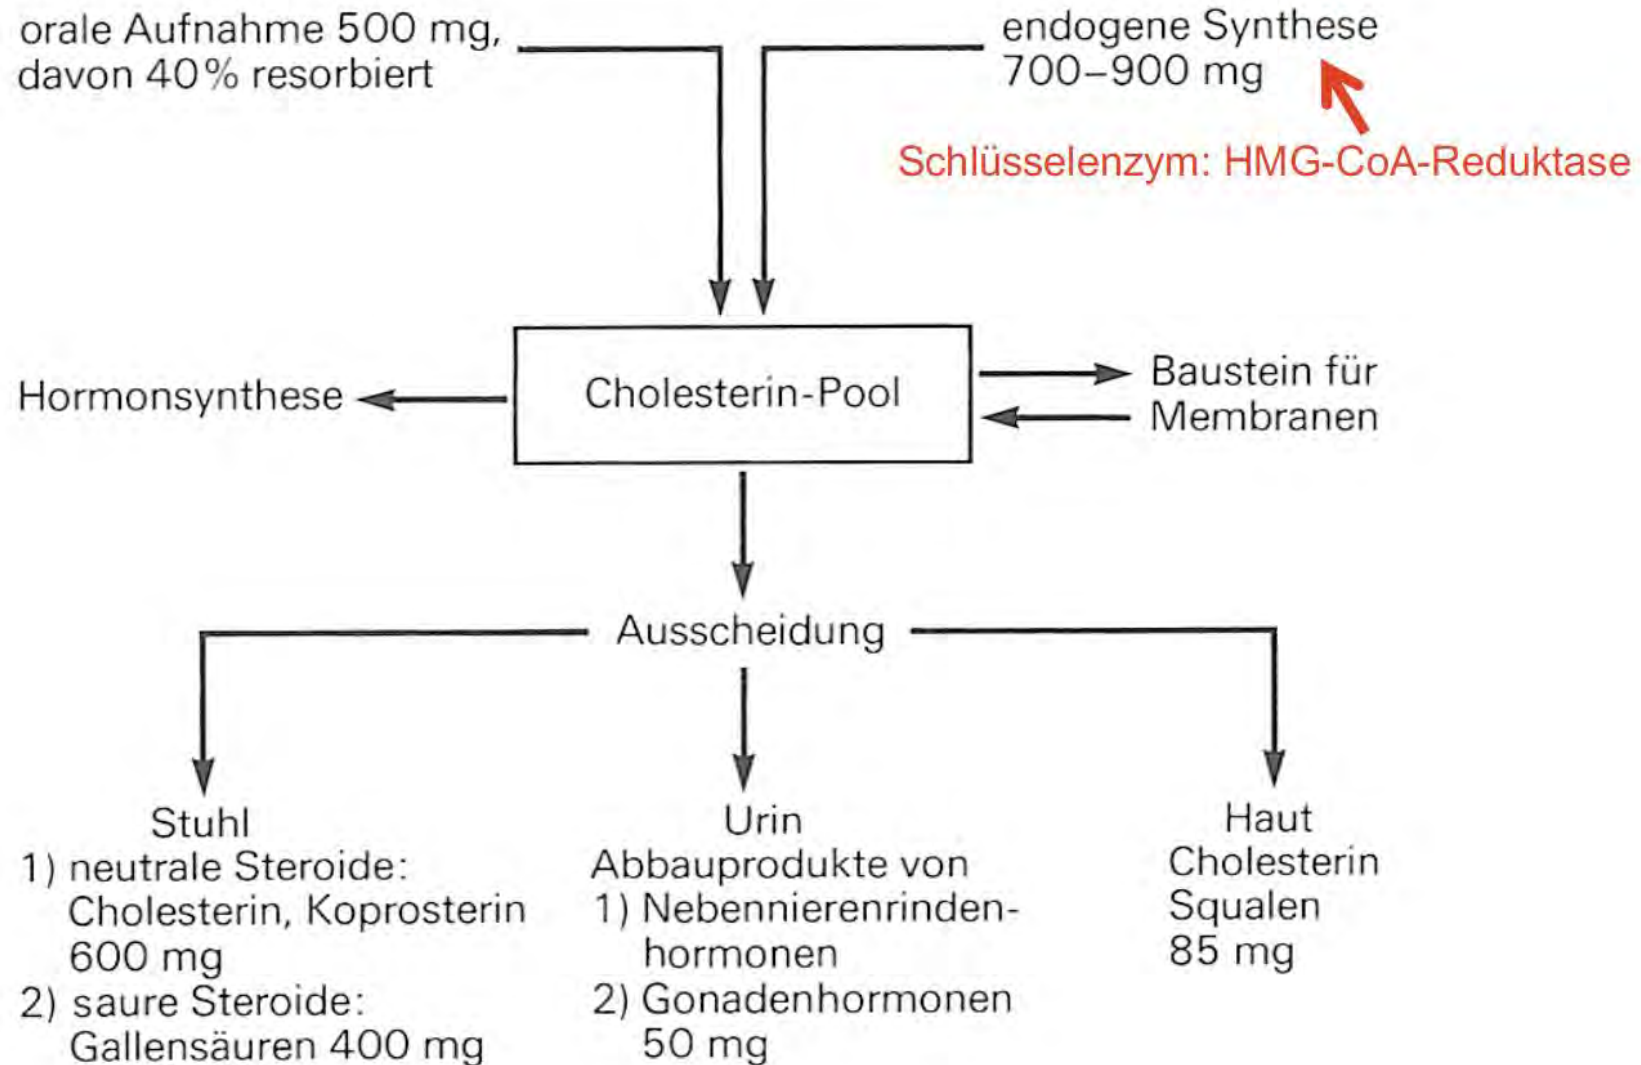 orale Aufnahme 500 mg,
davon 40% resorbiert
endogene Synthese
700–900 mg
Schlüsselenzym: HMG-CoA-Reduktase
Hormonsynthese
Cholesterin-Pool
Baustein für
Membranen
Ausscheidung
Stuhl
1) neutrale Steroide:
Cholesterin, Koprosterin
600 mg
2) saure Steroide:
Gallensäuren 400 mg
Urin
Abbauprodukte von
1) Nebennierenrinden-
hormonen
2) Gonadenhormonen
50 mg
Haut
Cholesterin
Squalen
85 mg